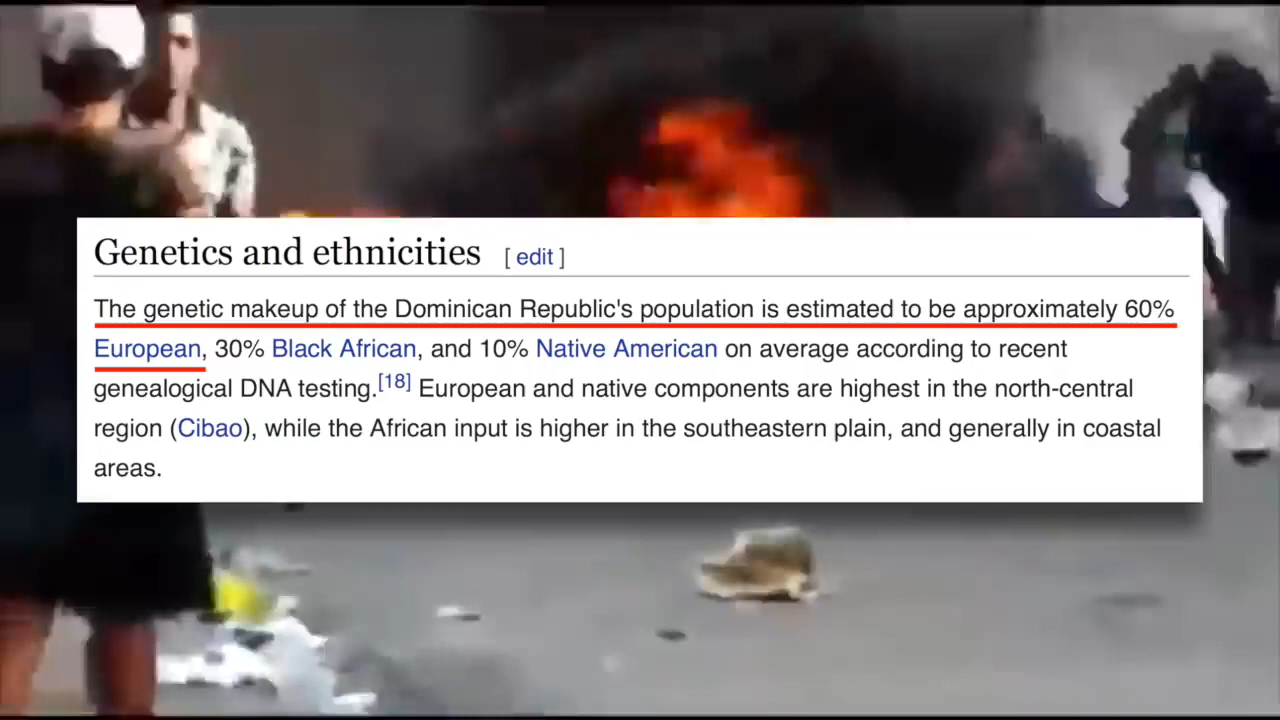 Genetics and ethnicities [ edit ]
The genetic makeup of the Dominican Republic's population is estimated to be approximately 60%
European, 30% Black African, and 10% Native American on average according to recent
genealogical DNA testing.[18] European and native components are highest in the north-central
region (Cibao), while the African input is higher in the southeastern plain, and generally in coastal
areas.